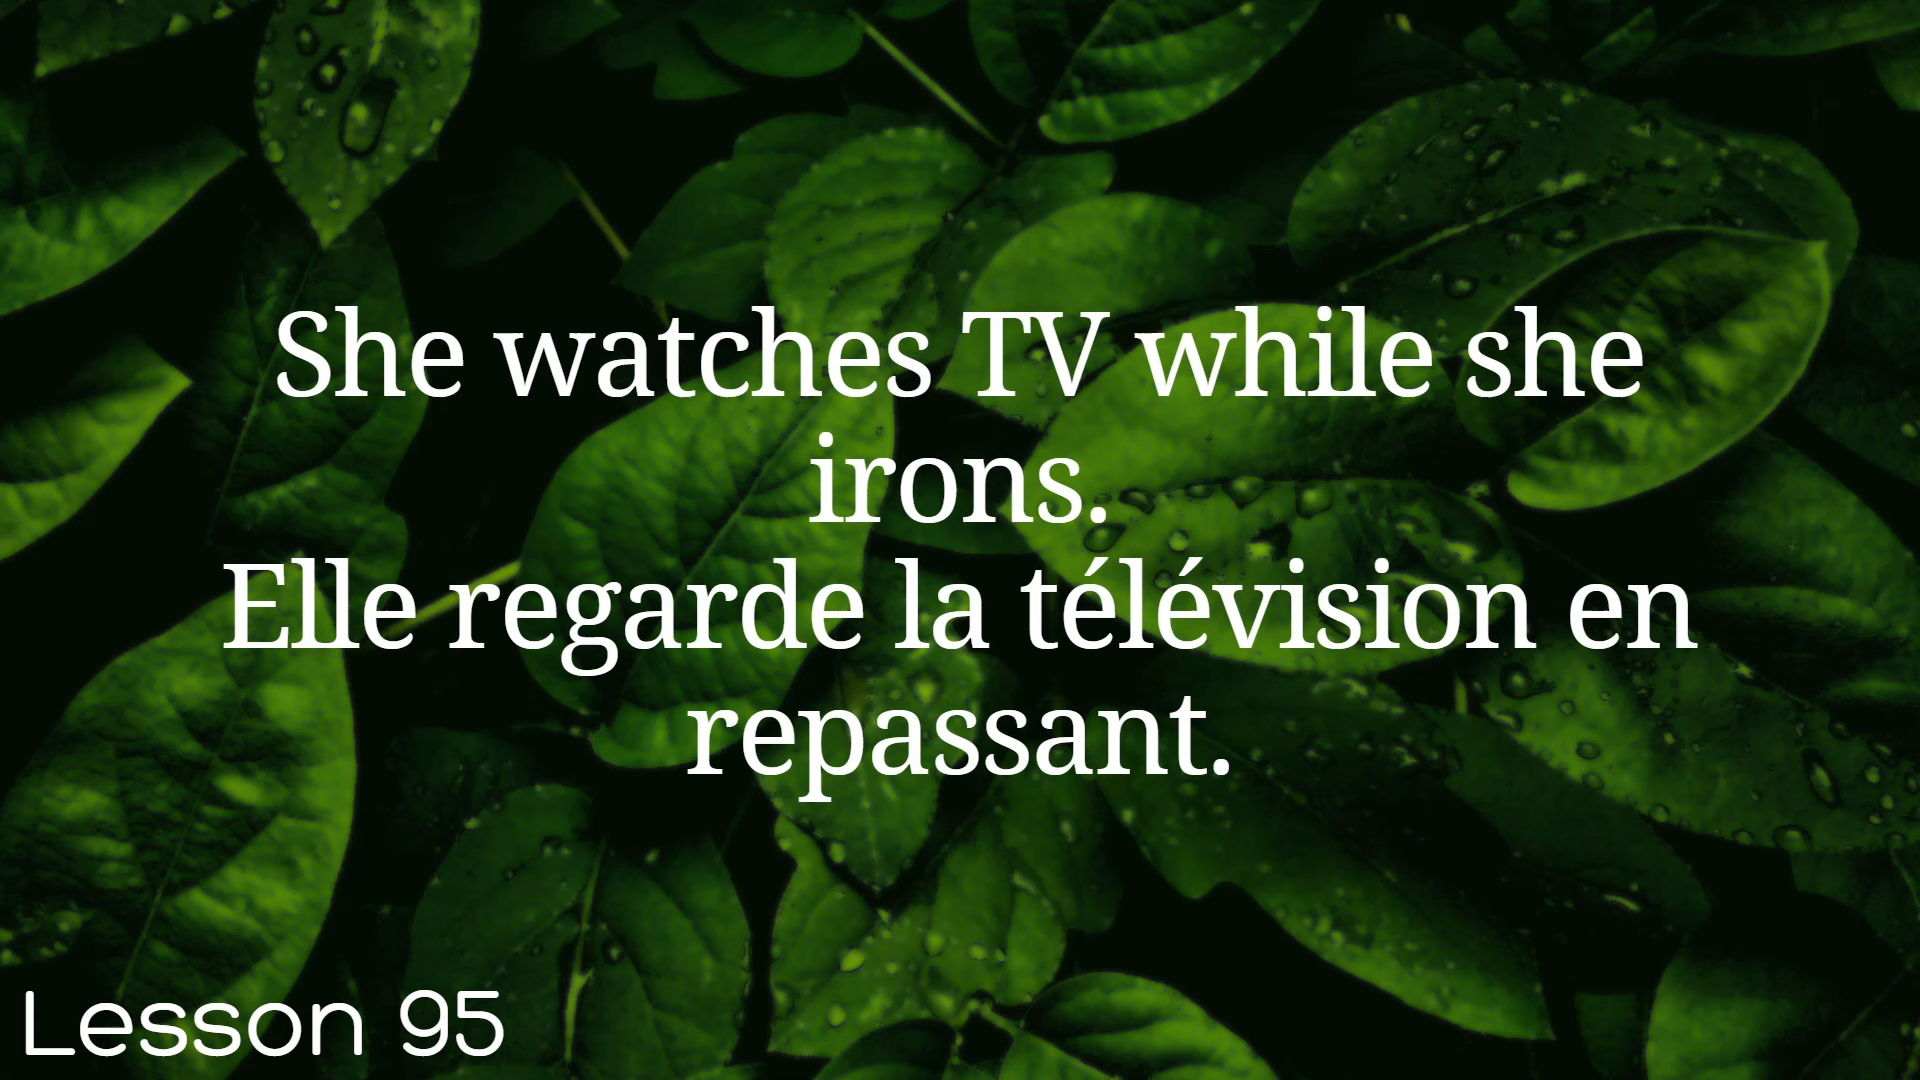 She watches TV while she
irons.
Elle regarde la télévision en
repassant.
Lesson 95